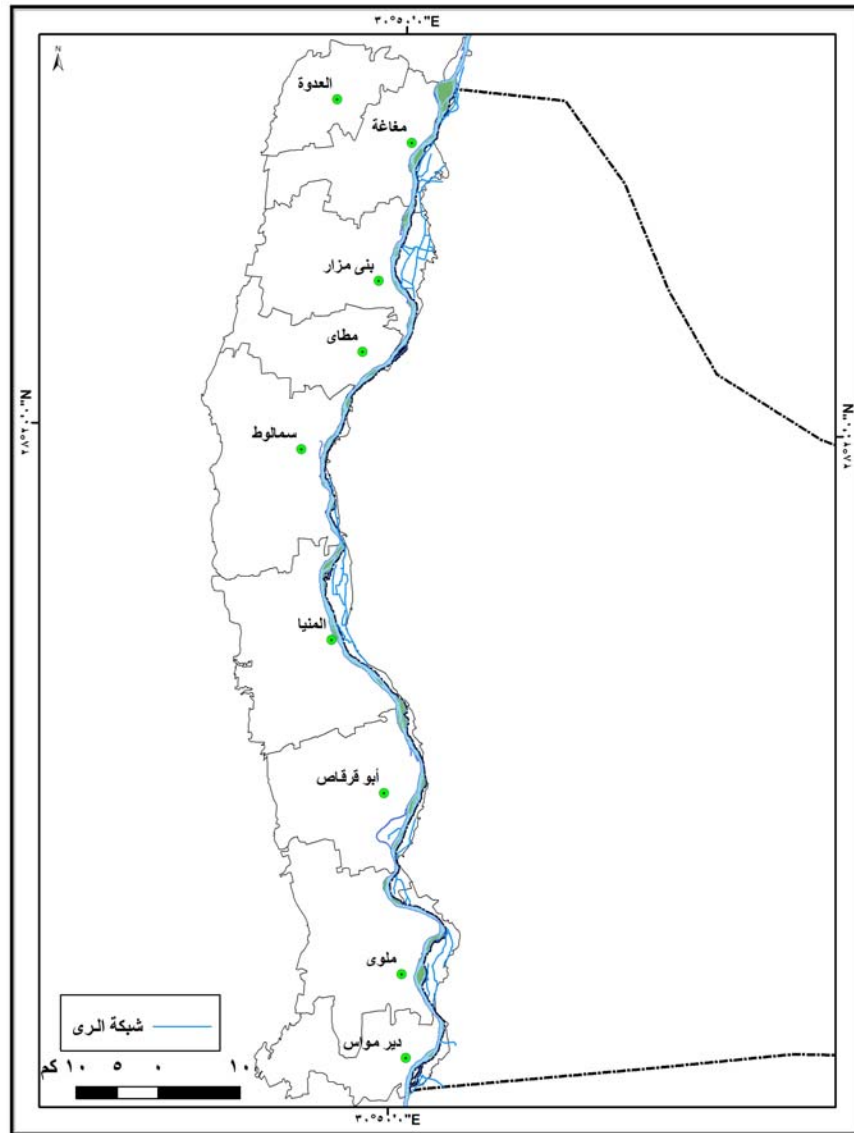 ٣٠°٥٠'٠"E
N
العدوة
مغاغة
بنى مزار
مطاى
٢٨°٢٠'٠"N
٢٨°٢٠'٠"N
سمالوط
المنيا
أبو قرقاص
ملوى
شبكة الرى
دير مواس
١٠ ٥ ٠ ١٠ كم
٣٠°٥٠'٠"E